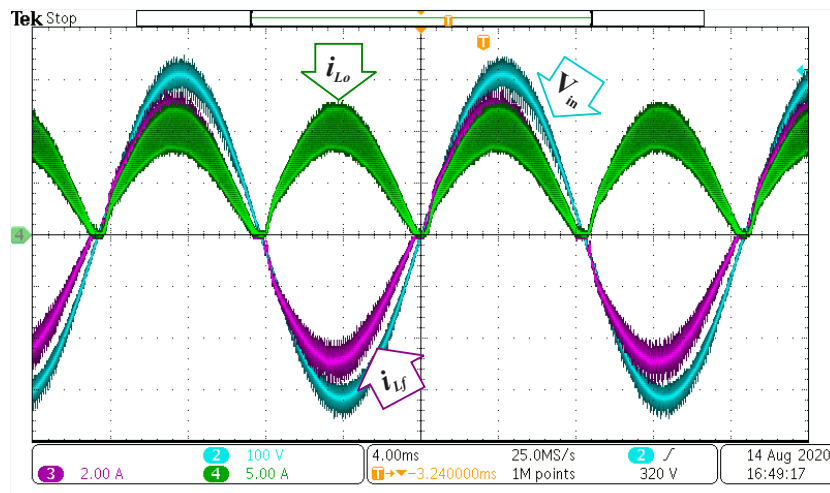 Tek Stop
T
T
iLo
Vin
4
iLf
2 100 V
3 2.00 A
4 5.00 A
4.00ms
T→▼−3.240000ms
25.0MS/s
1M points
2 ∫
320 V
14 Aug 2020
16:49:17